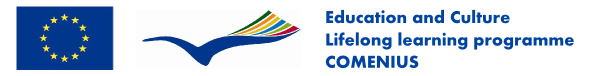 Education and Culture
Lifelong learning programme
COMENIUS